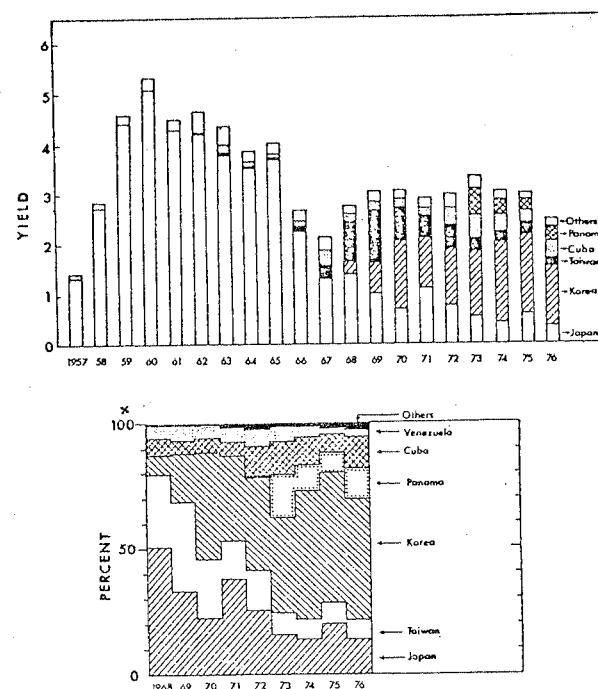 6
5
4
3
2
1
0
YIELD
1957 58 59 60 61 62 63 64 65 66 67 68 69 70 71 72 73 74 75 76
Others
Panama
Cuba
Taiwan
Korea
Japan
%
100
50
0
PERCENT
1968 69 70 71 72 73 74 75 76
Others
Venezuela
Cuba
Panama
Korea
Taiwan
Japan